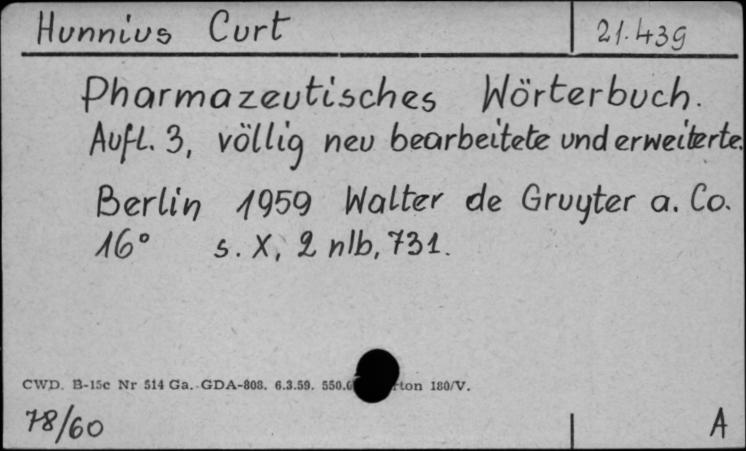 Hunnius Curt 21.439
Pharmazeutisches Wörterbuch.
Aufl. 3, völlig neu bearbeitete und erweiterte.
Berlin 1959 Walter de Gruyter a. Co.
16° s. X, 2 nlb, 731.
CWD. B-15c Nr 514 Ga. GDA-808. 6.3.59. 550.0 rton 180/V.
78/60 A